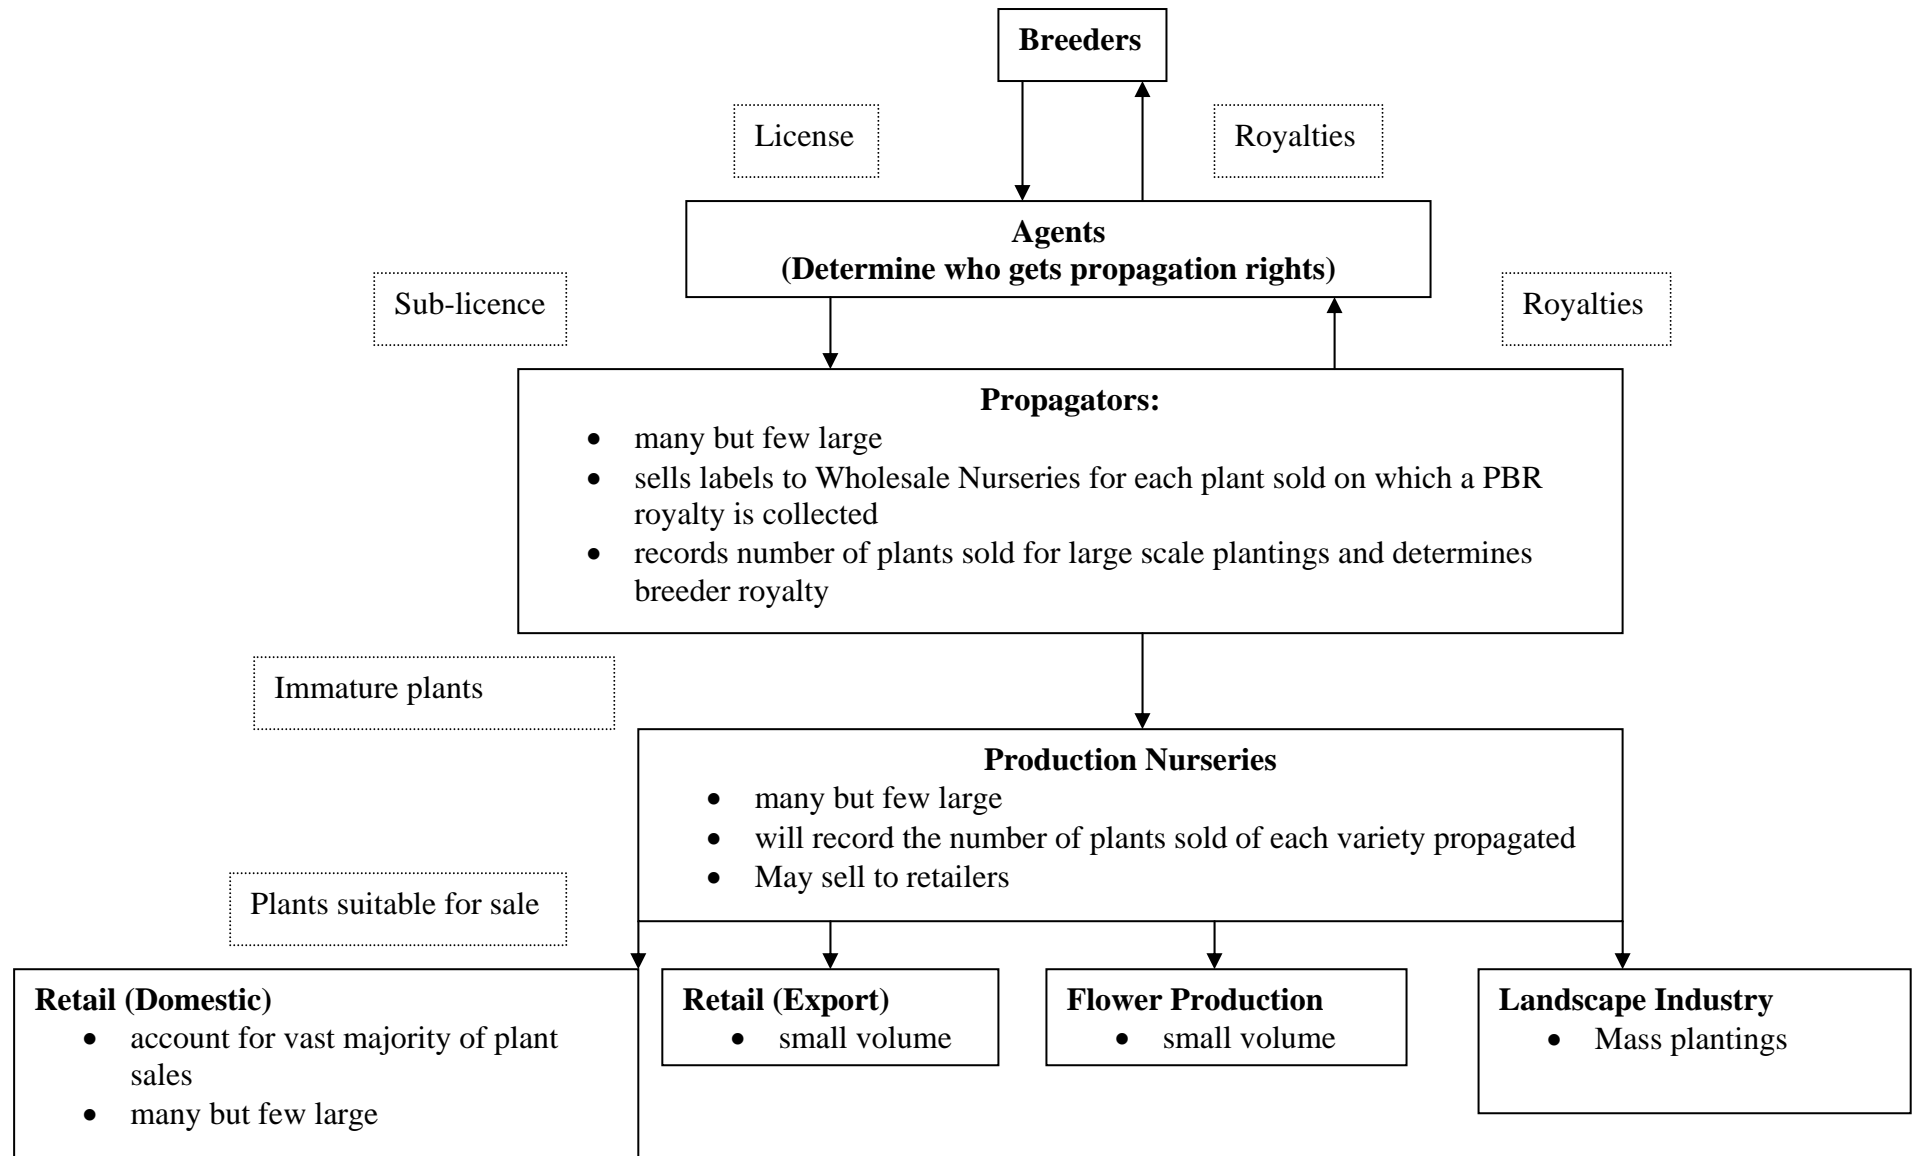 Breeders
License
Royalties
Agents
(Determine who gets propagation rights)
Sub-licence
Royalties
Propagators:
• many but few large
• sells labels to Wholesale Nurseries for each plant sold on which a PBR
royalty is collected
• records number of plants sold for large scale plantings and determines
breeder royalty
Immature plants
Production Nurseries
• many but few large
• will record the number of plants sold of each variety propagated
• May sell to retailers
Plants suitable for sale
Retail (Domestic)
• account for vast majority of plant
sales
• many but few large
Retail (Export)
• small volume
Flower Production
• small volume
Landscape Industry
• Mass plantings